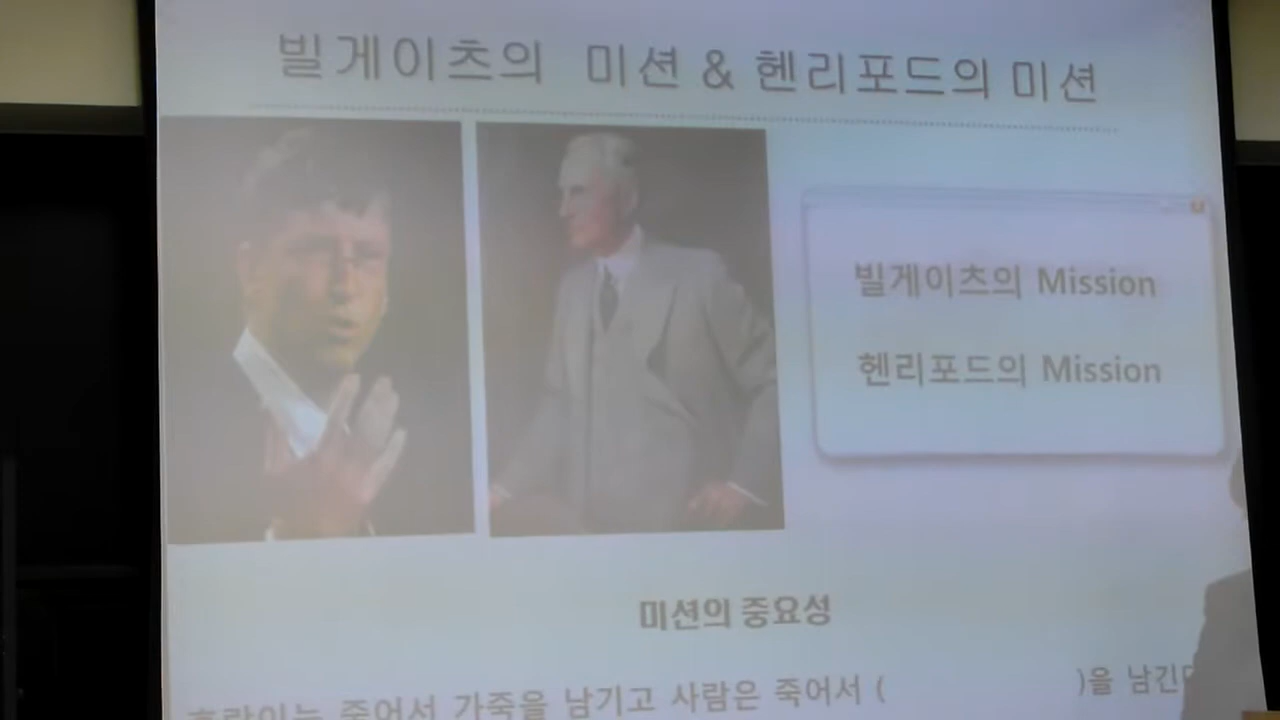 빌게이츠의 미션 & 헨리포드의 미션
빌게이츠의 Mission
헨리포드의 Mission
미션의 중요성
호랑이는 죽어서 가죽을 남기고 사람은 죽어서 ( )을 남긴다